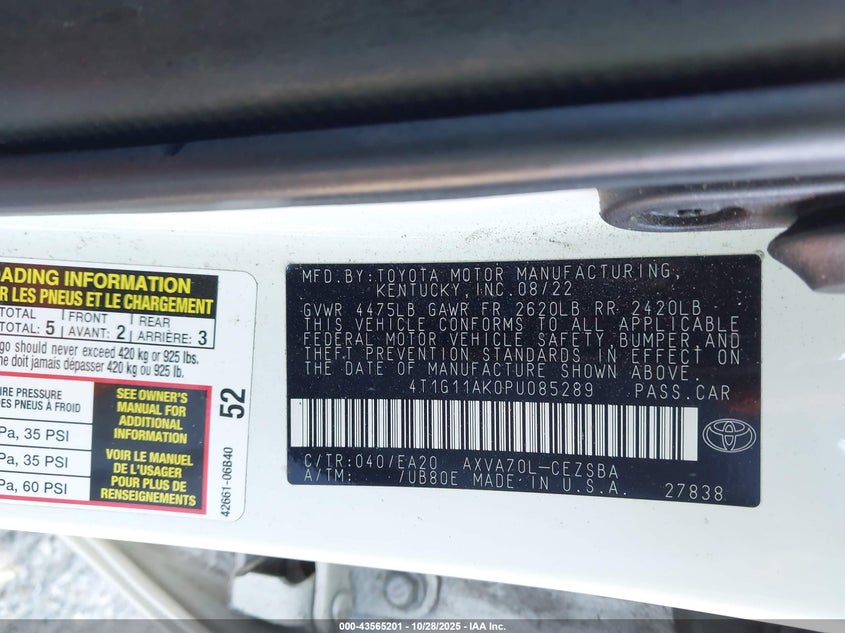 OADING INFORMATION
R LES PNEUS ET LE CHARGEMENT
TOTAL FRONT REAR
TOTAL: 5 AVANT: 2 ARRIÈRE: 3
go should never exceed 420 kg or 925 lbs.
ne doit jamais dépasser 420 kg ou 925 lb.
IRE PRESSURE
DES PNEUS À FROID
Pa, 35 PSI
Pa, 35 PSI
Pa, 60 PSI
SEE OWNER'S
MANUAL FOR
ADDITIONAL
INFORMATION
VOIR LE MANUEL
DE L'USAGER
POUR PLUS DE
RENSEIGNEMENTS
52
42661-06B40
MFD.BY:TOYOTA MOTOR MANUFACTURING,
KENTUCKY,INC.08/22
GVWR 4475LB GAWR FR 2620LB RR 2420LB
THIS VEHICLE CONFORMS TO ALL APPLICABLE
FEDERAL MOTOR VEHICLE SAFETY, BUMPER, AND
THEFT PREVENTION STANDARDS IN EFFECT ON
THE DATE OF MANUFACTURE SHOWN ABOVE.
4T1G11AK0PU085289 PASS.CAR
C/TR:040/EA20 AXVA70L-CEZSBA
A/TM: /UB80E MADE IN U.S.A. 27838
000-43565201 - 10/28/2025 - IAA Inc.